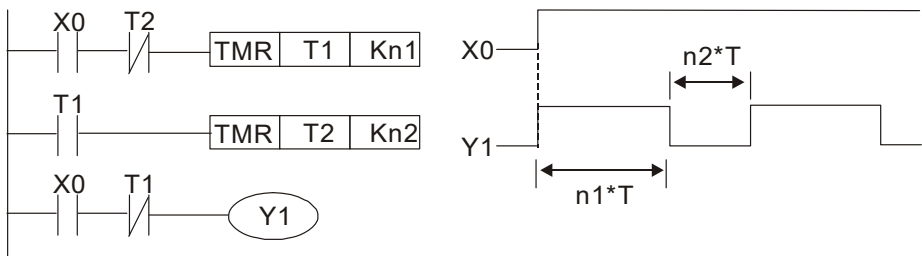 X0 T2
TMR T1 Kn1
T1
TMR T2 Kn2
X0 T1
Y1
X0
n2*T
Y1
n1*T